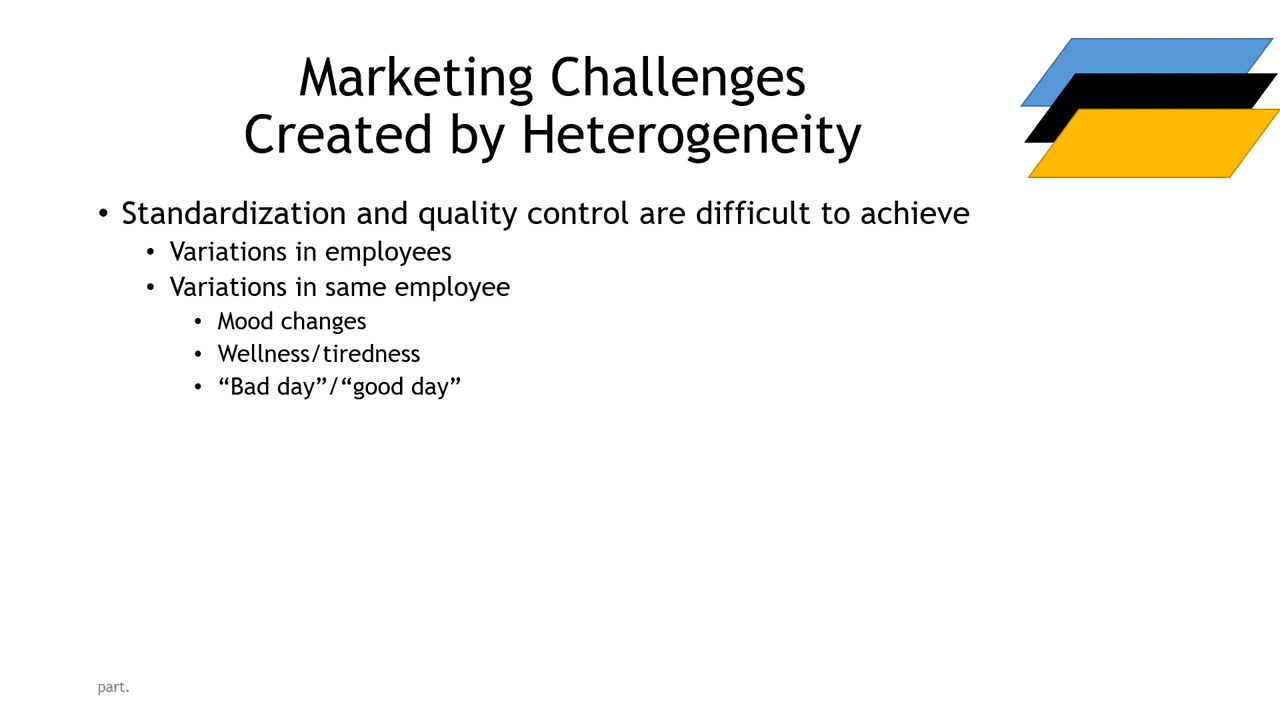 Marketing Challenges
Created by Heterogeneity
• Standardization and quality control are difficult to achieve
• Variations in employees
• Variations in same employee
• Mood changes
• Wellness/tiredness
• “Bad day”/“good day”
part.